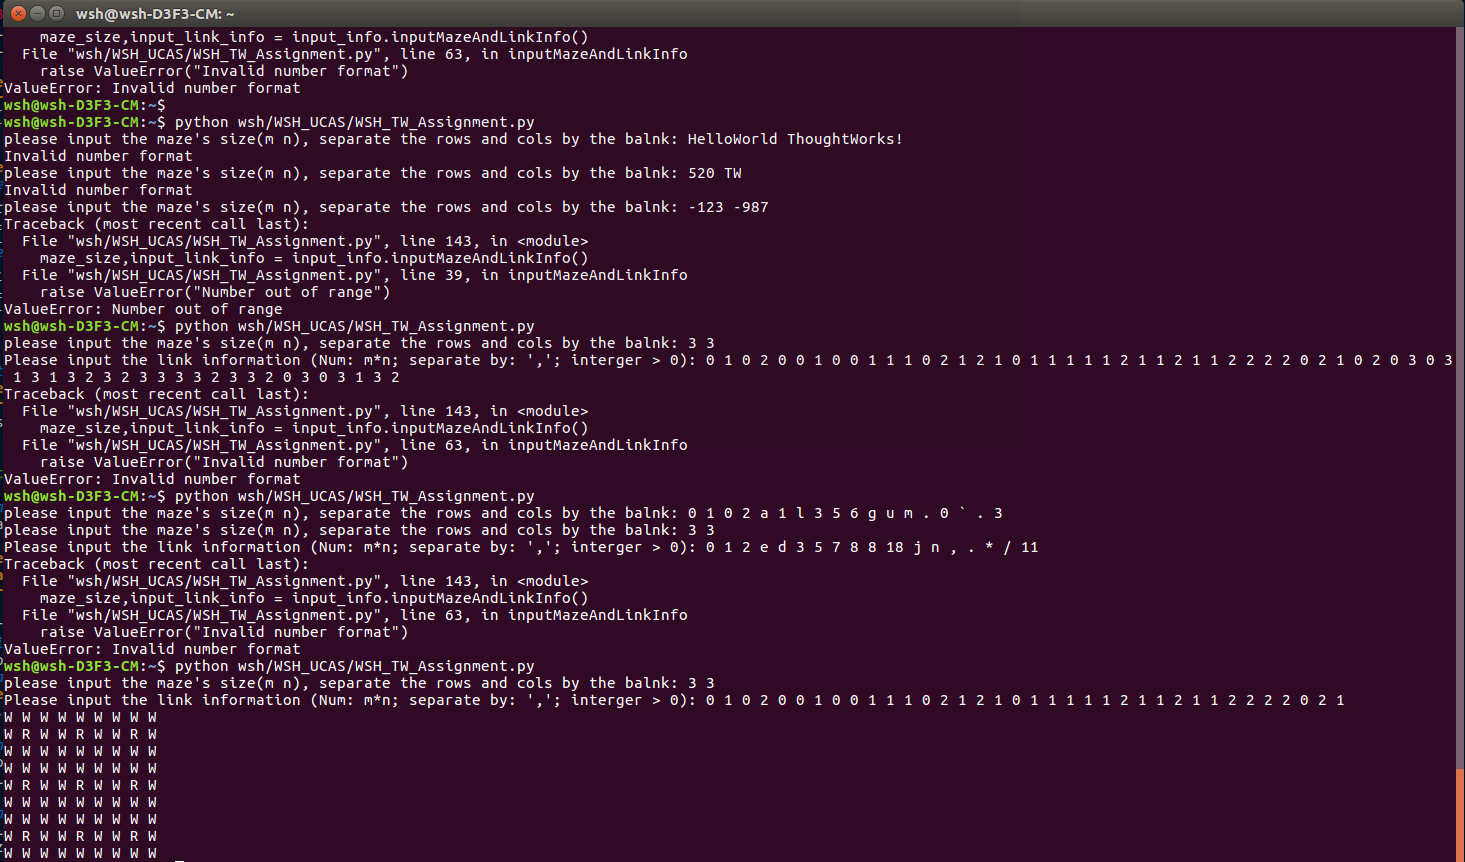 wsh@wsh-D3F3-CM: ~
maze_size,input_link_info = input_info.inputMazeAndLinkInfo()
File "wsh/WSH_UCAS/WSH_TW_Assignment.py", line 63, in inputMazeAndLinkInfo
raise ValueError("Invalid number format")
ValueError: Invalid number format
wsh@wsh-D3F3-CM:~$
wsh@wsh-D3F3-CM:~$ python wsh/WSH_UCAS/WSH_TW_Assignment.py
please input the maze's size(m n), separate the rows and cols by the balnk: HelloWorld ThoughtWorks!
Invalid number format
please input the maze's size(m n), separate the rows and cols by the balnk: 520 TW
Invalid number format
please input the maze's size(m n), separate the rows and cols by the balnk: -123 -987
Traceback (most recent call last):
File "wsh/WSH_UCAS/WSH_TW_Assignment.py", line 143, in <module>
maze_size,input_link_info = input_info.inputMazeAndLinkInfo()
File "wsh/WSH_UCAS/WSH_TW_Assignment.py", line 39, in inputMazeAndLinkInfo
raise ValueError("Number out of range")
ValueError: Number out of range
wsh@wsh-D3F3-CM:~$ python wsh/WSH_UCAS/WSH_TW_Assignment.py
please input the maze's size(m n), separate the rows and cols by the balnk: 3 3
Please input the link information (Num: m*n; separate by: ','; interger > 0): 0 1 0 2 0 0 1 0 0 1 1 1 0 2 1 2 1 0 1 1 1 1 1 2 1 1 2 1 1 2 2 2 2 0 2 1 0 2 0 3 0 3
1 3 1 3 2 3 2 3 3 3 3 2 3 3 2 0 3 0 3 1 3 2
Traceback (most recent call last):
File "wsh/WSH_UCAS/WSH_TW_Assignment.py", line 143, in <module>
maze_size,input_link_info = input_info.inputMazeAndLinkInfo()
File "wsh/WSH_UCAS/WSH_TW_Assignment.py", line 63, in inputMazeAndLinkInfo
raise ValueError("Invalid number format")
ValueError: Invalid number format
wsh@wsh-D3F3-CM:~$ python wsh/WSH_UCAS/WSH_TW_Assignment.py
please input the maze's size(m n), separate the rows and cols by the balnk: 0 1 0 2 a 1 l 3 5 6 g u m . 0 ` . 3
please input the maze's size(m n), separate the rows and cols by the balnk: 3 3
Please input the link information (Num: m*n; separate by: ','; interger > 0): 0 1 2 e d 3 5 7 8 8 18 j n , . * / 11
Traceback (most recent call last):
File "wsh/WSH_UCAS/WSH_TW_Assignment.py", line 143, in <module>
maze_size,input_link_info = input_info.inputMazeAndLinkInfo()
File "wsh/WSH_UCAS/WSH_TW_Assignment.py", line 63, in inputMazeAndLinkInfo
raise ValueError("Invalid number format")
ValueError: Invalid number format
wsh@wsh-D3F3-CM:~$ python wsh/WSH_UCAS/WSH_TW_Assignment.py
please input the maze's size(m n), separate the rows and cols by the balnk: 3 3
Please input the link information (Num: m*n; separate by: ','; interger > 0): 0 1 0 2 0 0 1 0 0 1 1 1 0 2 1 2 1 0 1 1 1 1 1 2 1 1 2 1 1 2 2 2 2 0 2 1
W W W W W W W W W
W R W W R W W R W
W W W W W W W W W
W W W W W W W W W
W R W W R W W R W
W W W W W W W W W
W W W W W W W W W
W R W W R W W R W
W W W W W W W W W